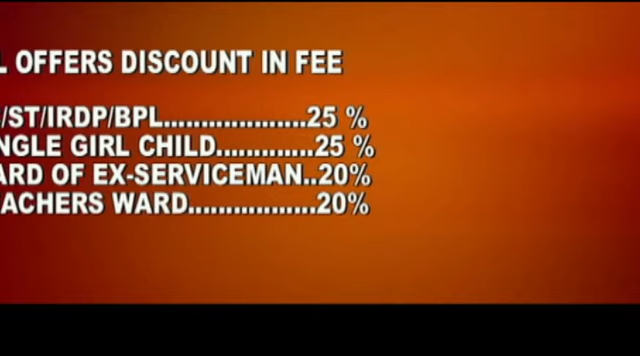 L OFFERS DISCOUNT IN FEE
/ST/IRDP/BPL...................25 %
NGLE GIRL CHILD.............25 %
ARD OF EX-SERVICEMAN..20%
ACHERS WARD.................20%